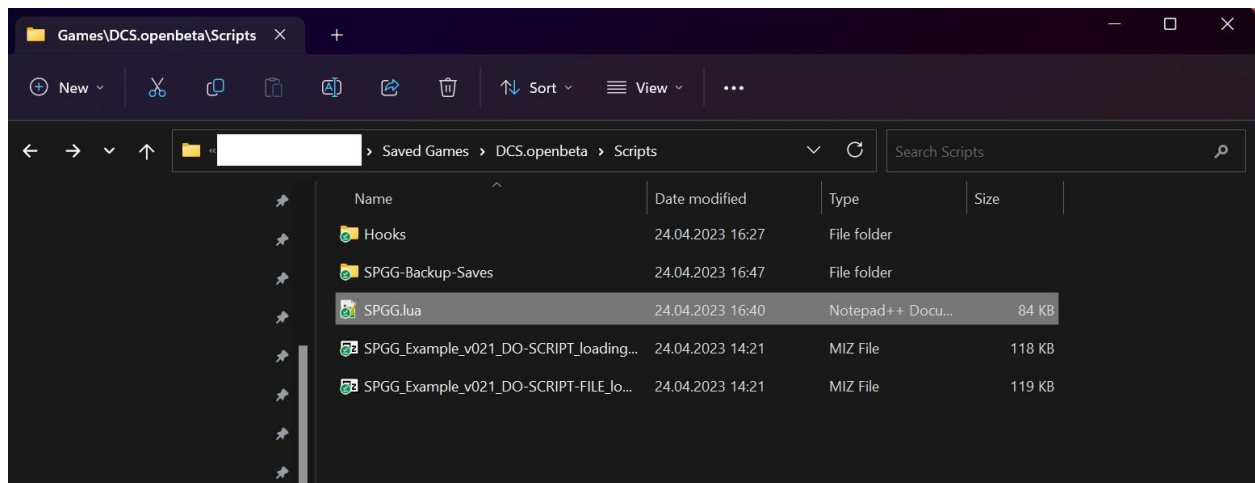 Games\DCS.openbeta\Scripts
New Sort View
« > Saved Games > DCS.openbeta > Scripts Search Scripts
Name Date modified Type Size
Hooks 24.04.2023 16:27 File folder
SPGG-Backup-Saves 24.04.2023 16:47 File folder
SPGG.lua 24.04.2023 16:40 Notepad++ Docu... 84 KB
SPGG_Example_v021_DO-SCRIPT_loading... 24.04.2023 14:21 MIZ File 118 KB
SPGG_Example_v021_DO-SCRIPT-FILE_lo... 24.04.2023 14:21 MIZ File 119 KB